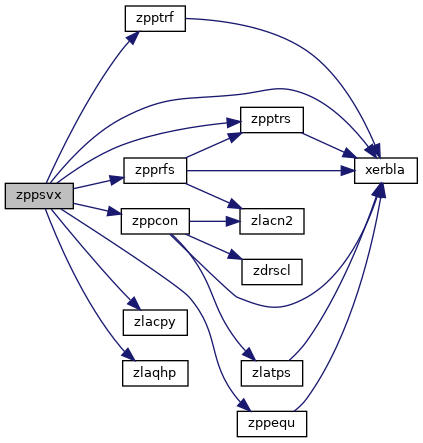 zpptrf
zpptrs
zpprfs
xerbla
zppsvx
zppcon
zlacn2
zdrscl
zlacpy
zlaqhp
zlatps
zppequ